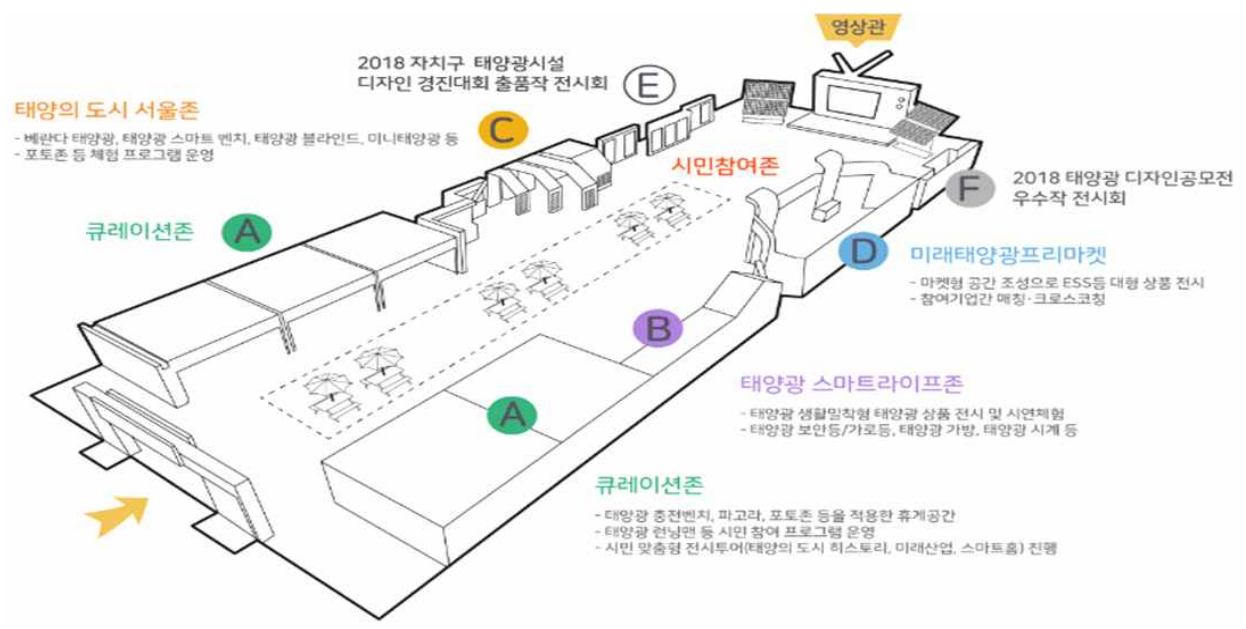 영상관
2018 자치구 태양광시설
디자인 경진대회 출품작 전시회
E
태양의 도시 서울존
- 베란다 태양광, 태양광 스마트 벤치, 태양광 블라인드, 미니태양광 등
- 포토존 등 체험 프로그램 운영
C
시민참여존
F
2018 태양광 디자인공모전
우수작 전시회
큐레이션존
A
D
미래태양광프리마켓
- 마켓형 공간 조성으로 ESS등 대형 상품 전시
- 참여기업간 매칭·크로스코칭
B
태양광 스마트라이프존
- 태양광 생활밀착형 태양광 상품 전시 및 시연체험
- 태양광 보안등/가로등, 태양광 가방, 태양광 시계 등
A
큐레이션존
- 태양광 충전벤치, 파고라, 포토존 등을 적용한 휴게공간
- 태양광 런닝맨 등 시민 참여 프로그램 운영
- 시민 맞춤형 전시투어(태양의 도시 히스토리, 미래산업, 스마트홈) 진행